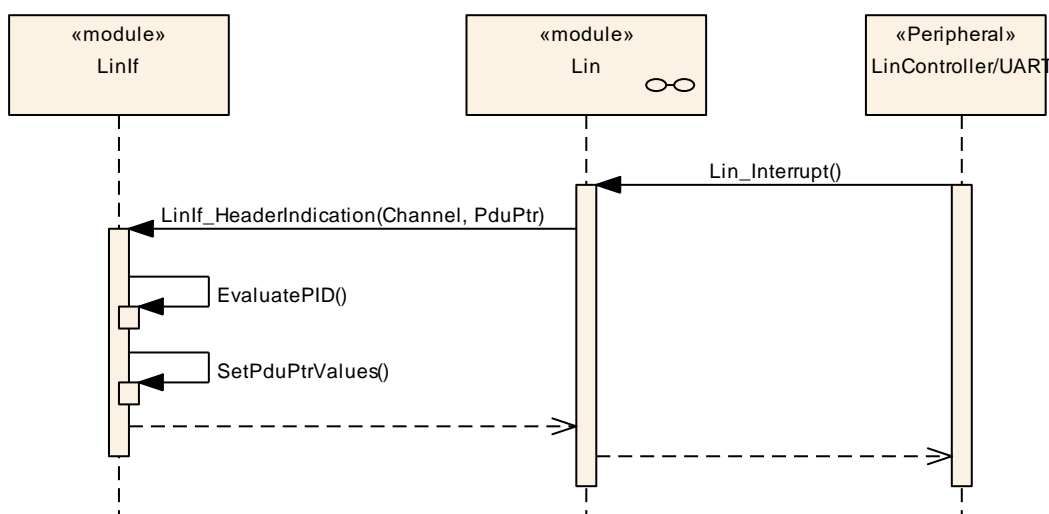 «module»
LinIf
«module»
Lin
«Peripheral»
LinController/UART
Lin_Interrupt()
LinIf_HeaderIndication(Channel, PduPtr)
EvaluatePID()
SetPduPtrValues()